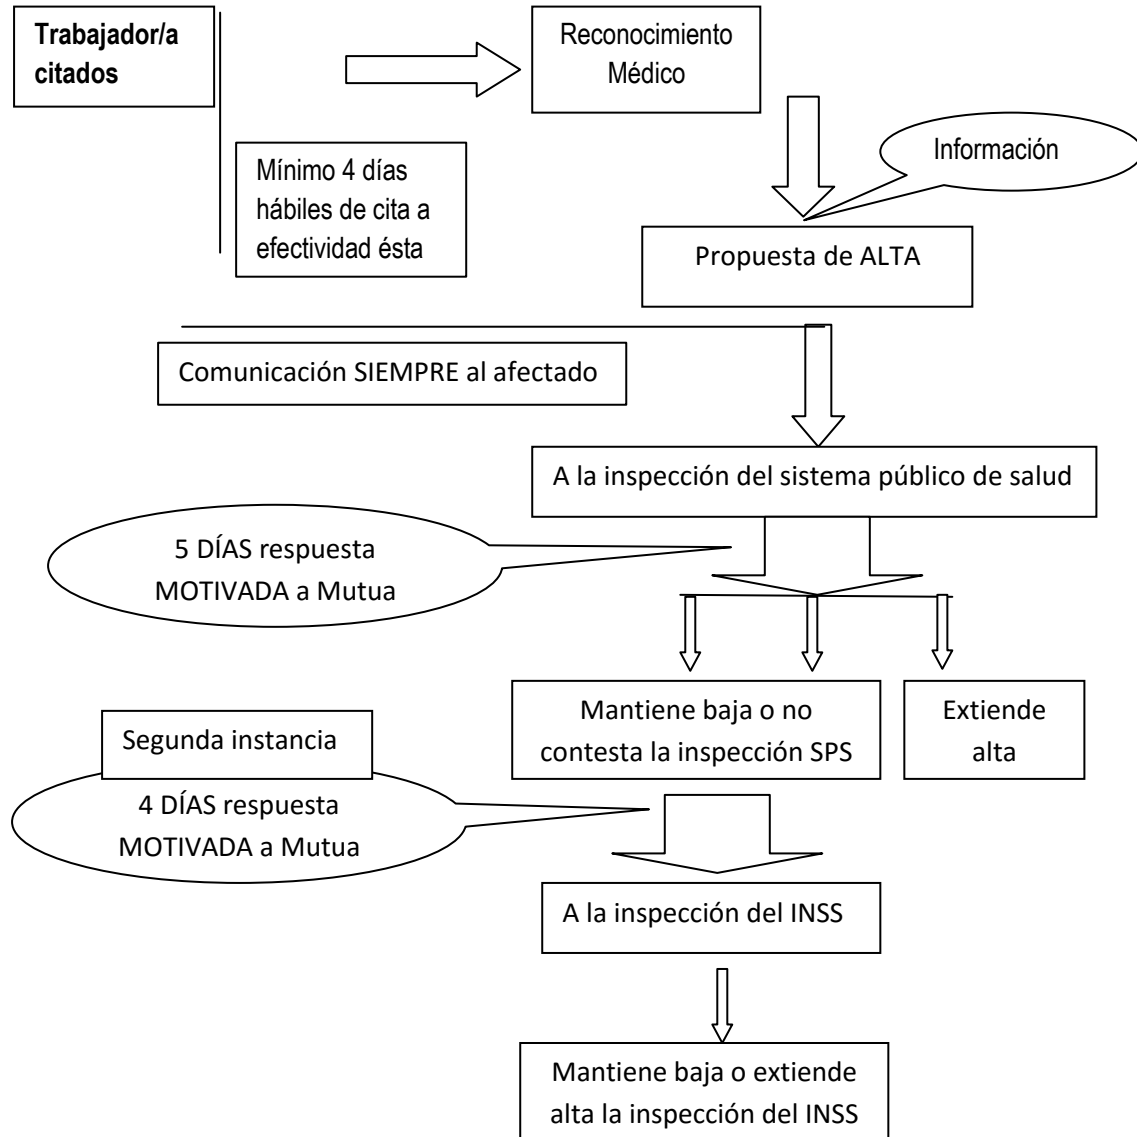 Trabajador/a
citados
Reconocimiento
Médico
Mínimo 4 días
hábiles de cita a
efectividad ésta
Información
Propuesta de ALTA
Comunicación SIEMPRE al afectado
A la inspección del sistema público de salud
5 DÍAS respuesta
MOTIVADA a Mutua
Mantiene baja o no
contesta la inspección SPS
Extiende
alta
Segunda instancia
4 DÍAS respuesta
MOTIVADA a Mutua
A la inspección del INSS
Mantiene baja o extiende
alta la inspección del INSS